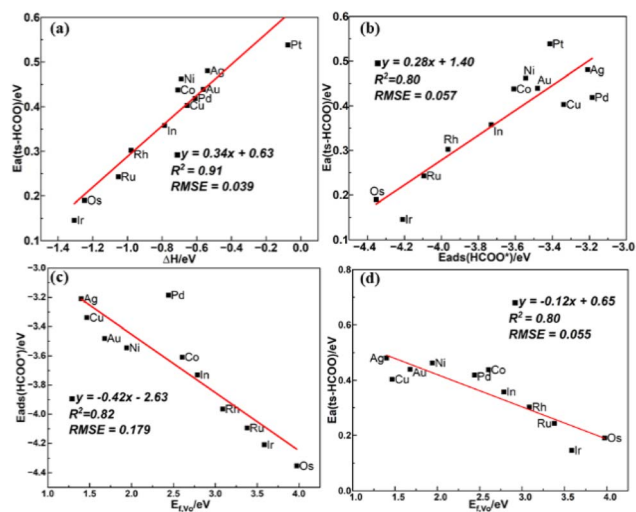 (a)
Ea(ts-HCOO)/eV
0.6
0.5
0.4
0.3
0.2
0.1
Pt
Ag
Ni
Co
Au
Pd
Cu
In
Rh
Ru
Os
Ir
y = 0.34x + 0.63
R²= 0.91
RMSE = 0.039
-1.4 -1.2 -1.0 -0.8 -0.6 -0.4 -0.2 0.0
ΔH/eV
(b)
Ea(ts-HCOO)/eV
0.6
0.5
0.4
0.3
0.2
0.1
y = 0.28x + 1.40
R²=0.80
RMSE = 0.057
Pt
Ag
Ni
Au
Co
Pd
Cu
In
Rh
Ru
Os
Ir
-4.4 -4.2 -4.0 -3.8 -3.6 -3.4 -3.2 -3.0
Eads(HCOO*)/eV
(c)
Eads(HCOO*)/eV
-3.0
-3.2
-3.4
-3.6
-3.8
-4.0
-4.2
-4.4
Ag
Pd
Cu
Au
Ni
Co
In
Rh
Ru
Ir
Os
y = -0.42x - 2.63
R²=0.82
RMSE = 0.179
1.0 1.5 2.0 2.5 3.0 3.5 4.0
E_f,Vo/eV
(d)
Ea(ts-HCOO)/eV
0.8
0.6
0.4
0.2
0.0
y = -0.12x + 0.65
R² = 0.80
RMSE = 0.055
Ag
Cu
Au
Ni
Pd
Co
In
Rh
Ru
Ir
Os
1.0 1.5 2.0 2.5 3.0 3.5 4.0
E_f,Vo/eV